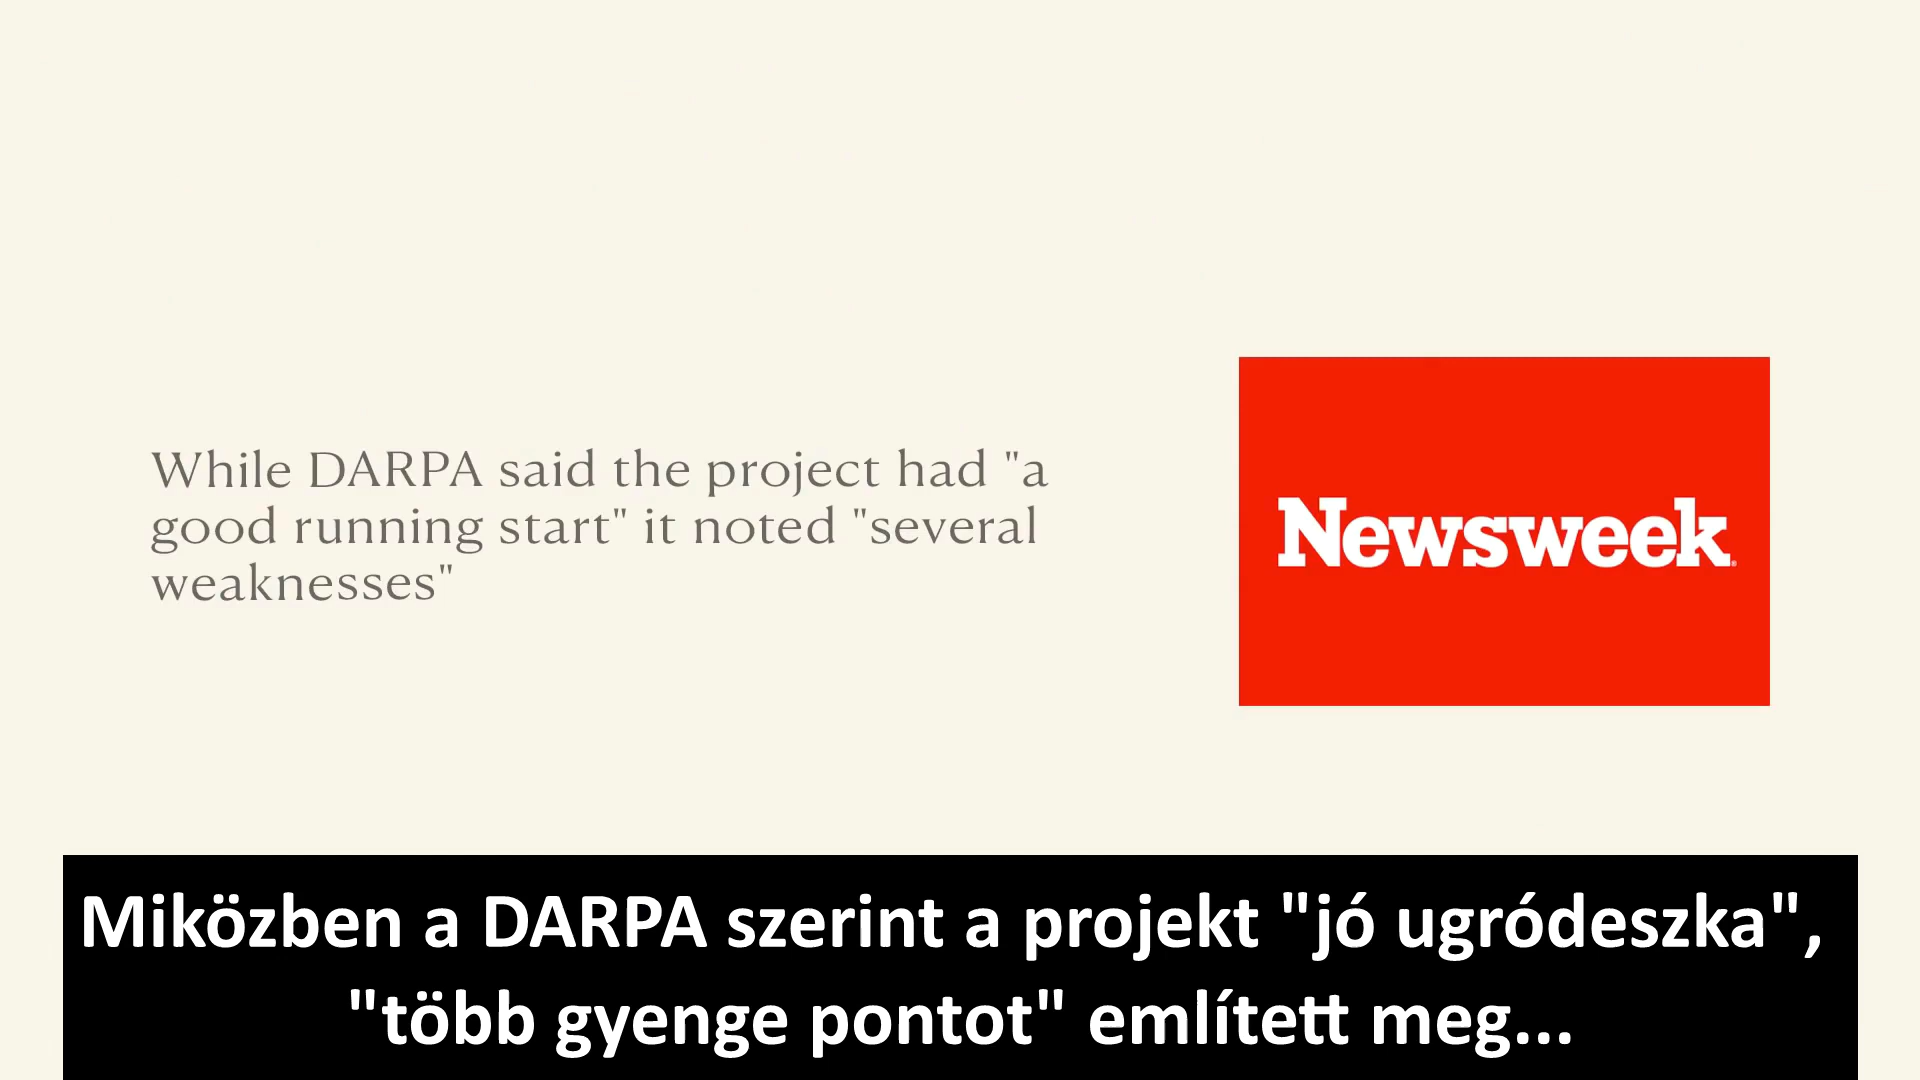 While DARPA said the project had "a
good running start" it noted "several
weaknesses"
Newsweek
Miközben a DARPA szerint a projekt "jó ugródeszka",
"több gyenge pontot" említett meg...